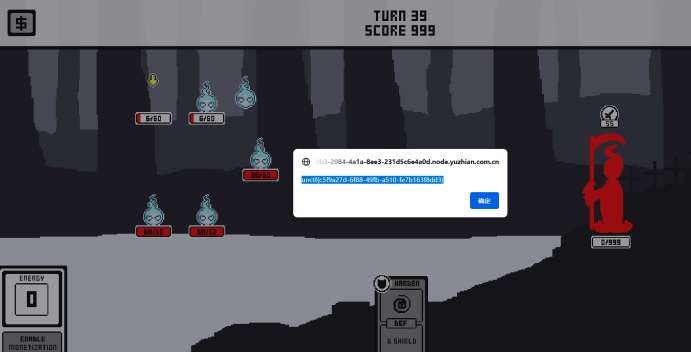 $
TURN 39
SCORE 999
6/60
6/60
60/60
60/60
60/60
55
0/999
-2084-4a1a-8ee3-231d5c6e4a0d.node.yuzhian.com.cn
unctf{c5f9a27d-6f88-49fb-a510-fe7b163f8dd3}
确定
ENERGY
0
ENABLE
MONETIZATION
HARDEN
DEF
6 SHIELD